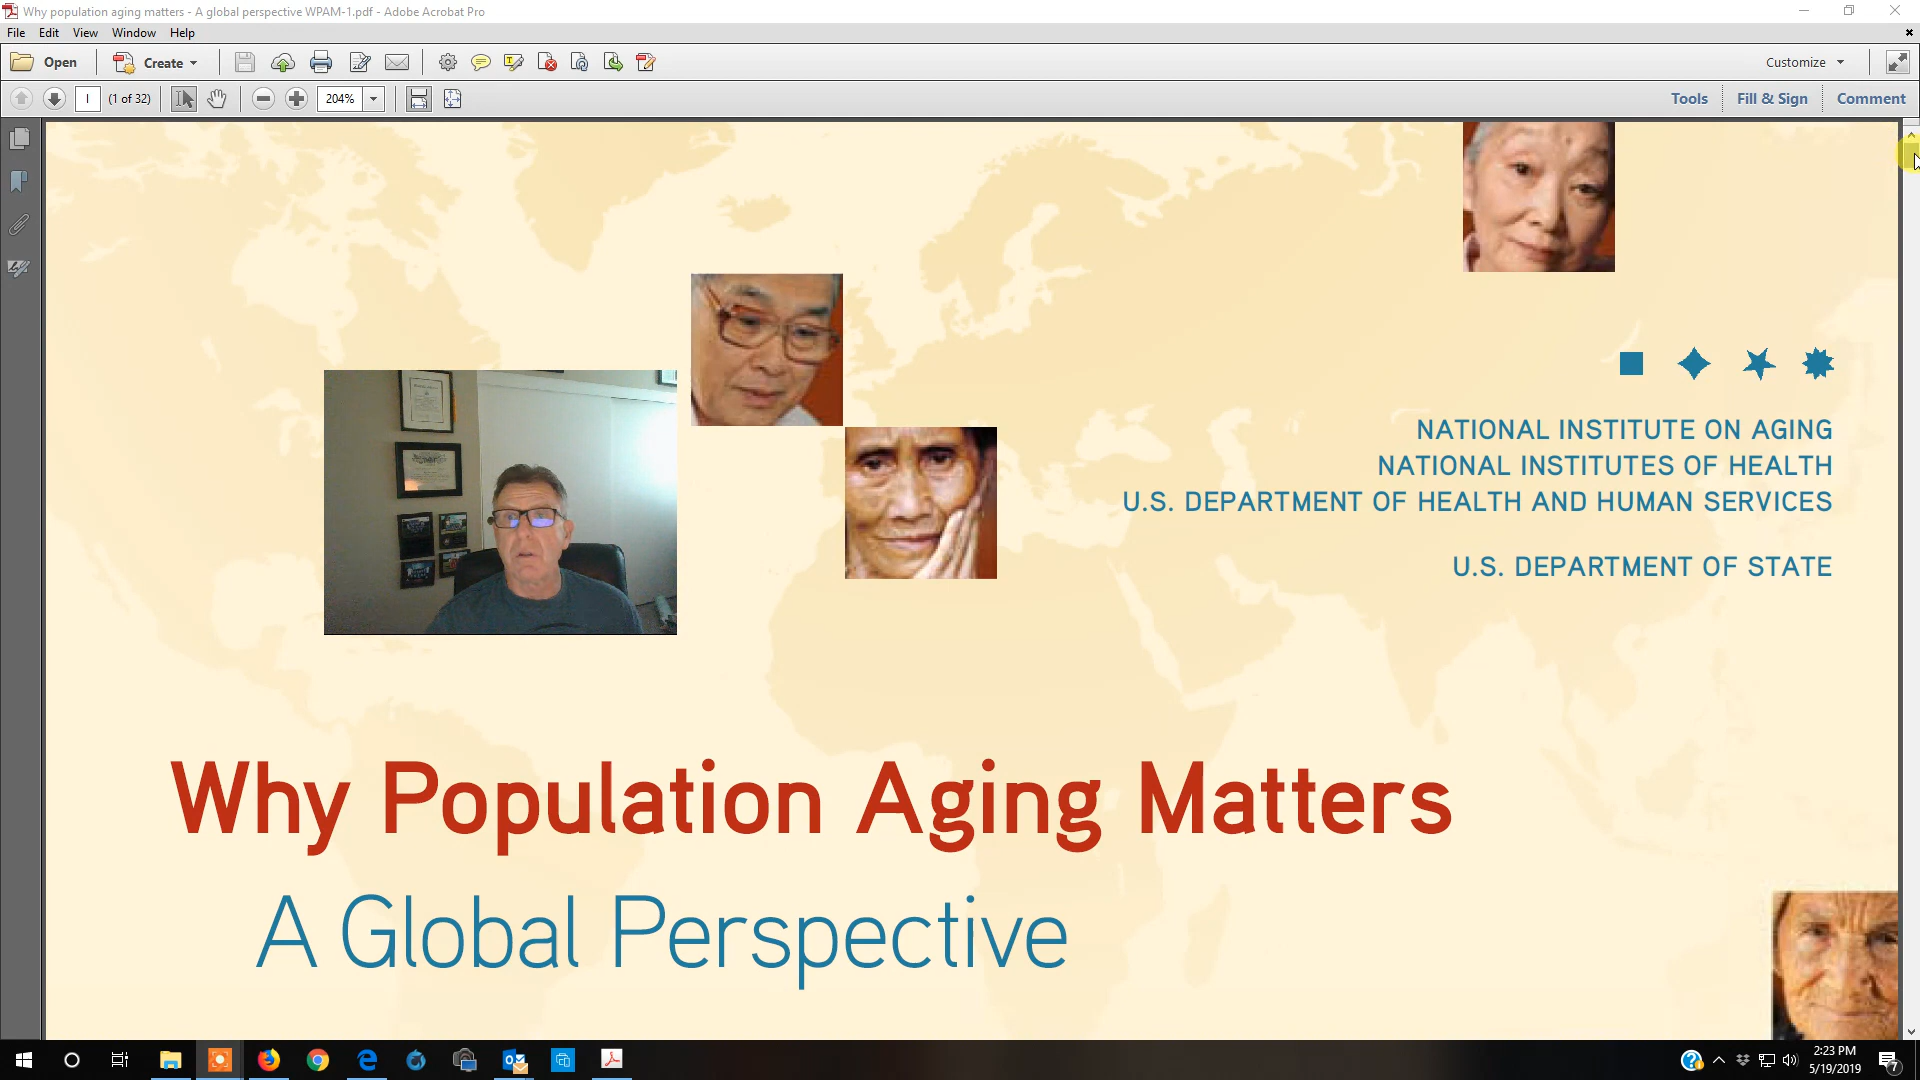 Why population aging matters - A global perspective WPAM-1.pdf - Adobe Acrobat Pro
File Edit View Window Help
Open Create Customize
I (1 of 32) 204% Tools Fill & Sign Comment
NATIONAL INSTITUTE ON AGING
NATIONAL INSTITUTES OF HEALTH
U.S. DEPARTMENT OF HEALTH AND HUMAN SERVICES
U.S. DEPARTMENT OF STATE
Why Population Aging Matters
A Global Perspective
2:23 PM
5/19/2019
7